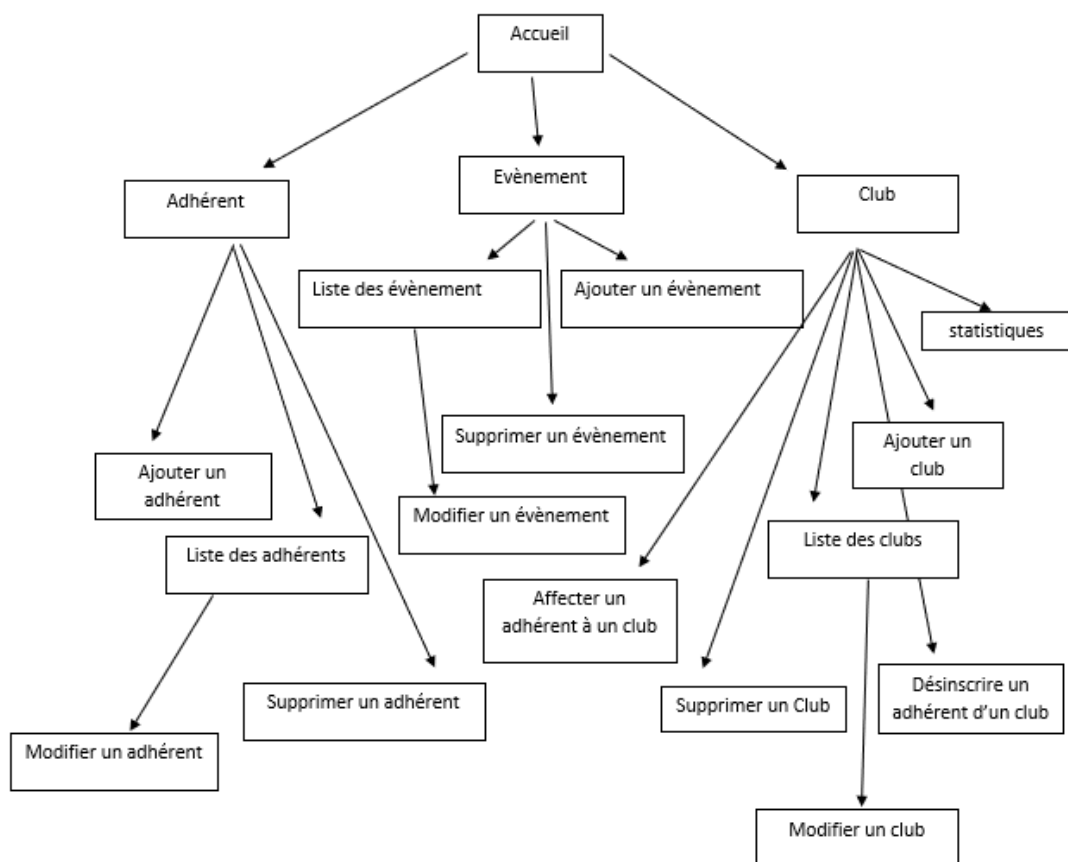 Accueil
Adhérent
Evènement
Club
Liste des évènement
Ajouter un évènement
statistiques
Supprimer un évènement
Ajouter un
club
Ajouter un
adhérent
Modifier un évènement
Liste des adhérents
Liste des clubs
Affecter un
adhérent à un club
Supprimer un adhérent
Supprimer un Club
Désinscrire un
adhérent d’un club
Modifier un adhérent
Modifier un club